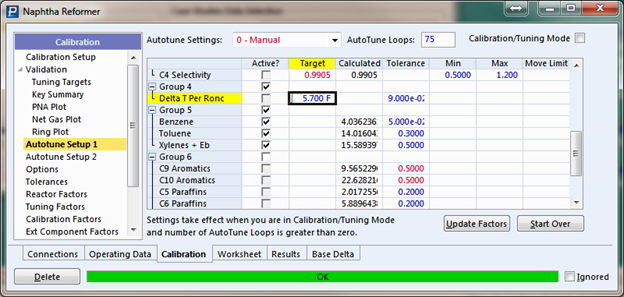 Naphtha Reformer
Calibration
Calibration Setup
Validation
Tuning Targets
Key Summary
PNA Plot
Net Gas Plot
Ring Plot
Autotune Setup 1
Autotune Setup 2
Options
Tolerances
Reactor Factors
Tuning Factors
Calibration Factors
Ext Component Factors
Autotune Settings: 0 - Manual AutoTune Loops: 75 Calibration/Tuning Mode
Active? Target Calculated Tolerance Min Max Move Limit
C4 Selectivity 0.9905 0.9905 0.5000 1.200
Group 4
Delta T Per Ronc 5.700 F 9.000e-02
Group 5
Benzene 4.036236 5.000e-02
Toluene 14.01604 0.3000
Xylenes + Eb 15.58939 0.5000
Group 6
C9 Aromatics 9.565229 0.5000
C10 Aromatics 22.62821 0.5000
C5 Paraffins 2.017255 0.2000
C6 Paraffins 5.889643 0.2000
Settings take effect when you are in Calibration/Tuning Mode
and number of AutoTune Loops is greater than zero.
Update Factors Start Over
Connections Operating Data Calibration Worksheet Results Base Delta
Delete OK Ignored